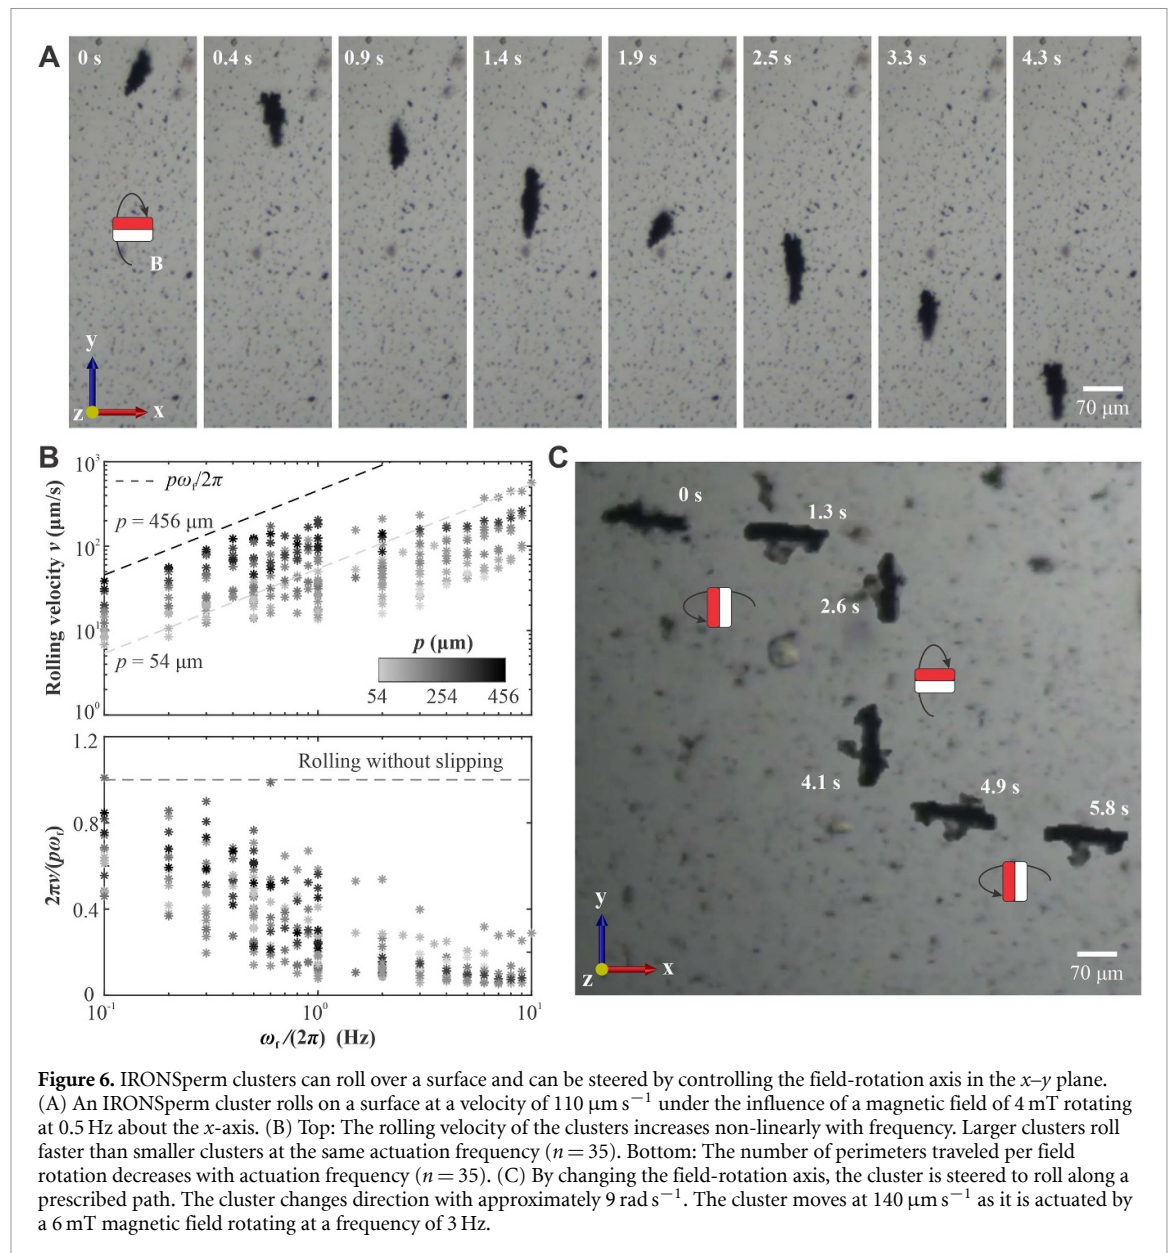 A
0 s
0.4 s
0.9 s
1.4 s
1.9 s
2.5 s
3.3 s
4.3 s
B
y
z
x
70 μm
B
Rolling velocity v (μm/s)
10³
10²
10¹
10⁰
pωᵣ/2π
p = 456 μm
p = 54 μm
p (μm)
54
254
456
2πv/(pωᵣ)
1.2
0.8
0.4
0
Rolling without slipping
10⁻¹
10⁰
10¹
ωᵣ/(2π) (Hz)
C
0 s
1.3 s
2.6 s
4.1 s
4.9 s
5.8 s
y
z
x
70 μm
Figure 6. IRONSperm clusters can roll over a surface and can be steered by controlling the field-rotation axis in the x–y plane.
(A) An IRONSperm cluster rolls on a surface at a velocity of 110 μm s⁻¹ under the influence of a magnetic field of 4 mT rotating
at 0.5 Hz about the x-axis. (B) Top: The rolling velocity of the clusters increases non-linearly with frequency. Larger clusters roll
faster than smaller clusters at the same actuation frequency (n = 35). Bottom: The number of perimeters traveled per field
rotation decreases with actuation frequency (n = 35). (C) By changing the field-rotation axis, the cluster is steered to roll along a
prescribed path. The cluster changes direction with approximately 9 rad s⁻¹. The cluster moves at 140 μm s⁻¹ as it is actuated by
a 6 mT magnetic field rotating at a frequency of 3 Hz.